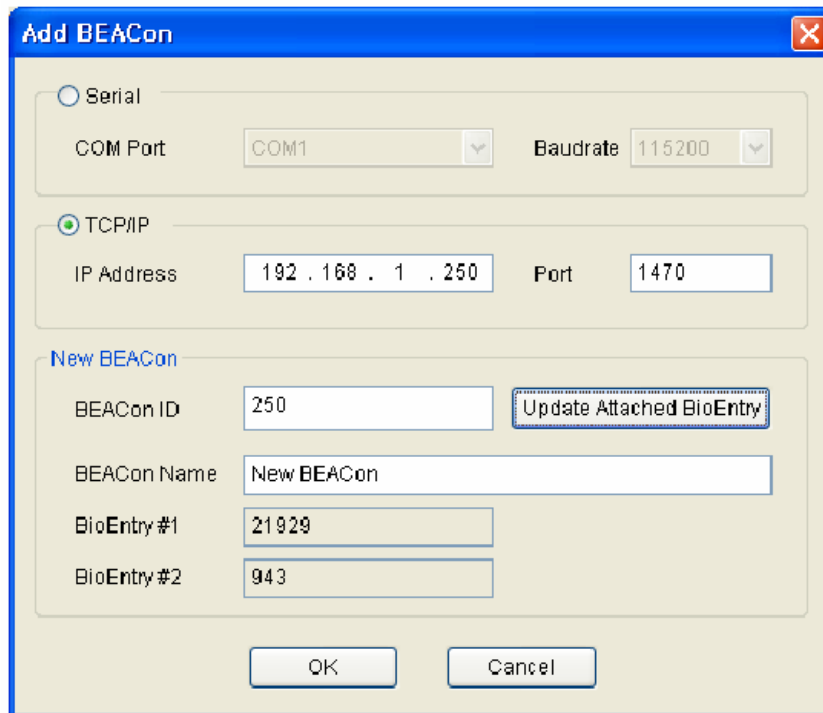 Add BEACon
Serial
COM Port COM1 Baudrate 115200
TCP/IP
IP Address 192 . 168 . 1 . 250 Port 1470
New BEACon
BEACon ID 250 Update Attached BioEntry
BEACon Name New BEACon
BioEntry #1 21929
BioEntry #2 943
OK Cancel